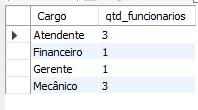 Cargo qtd_funcionarios
Atendente 3
Financeiro 1
Gerente 1
Mecânico 3